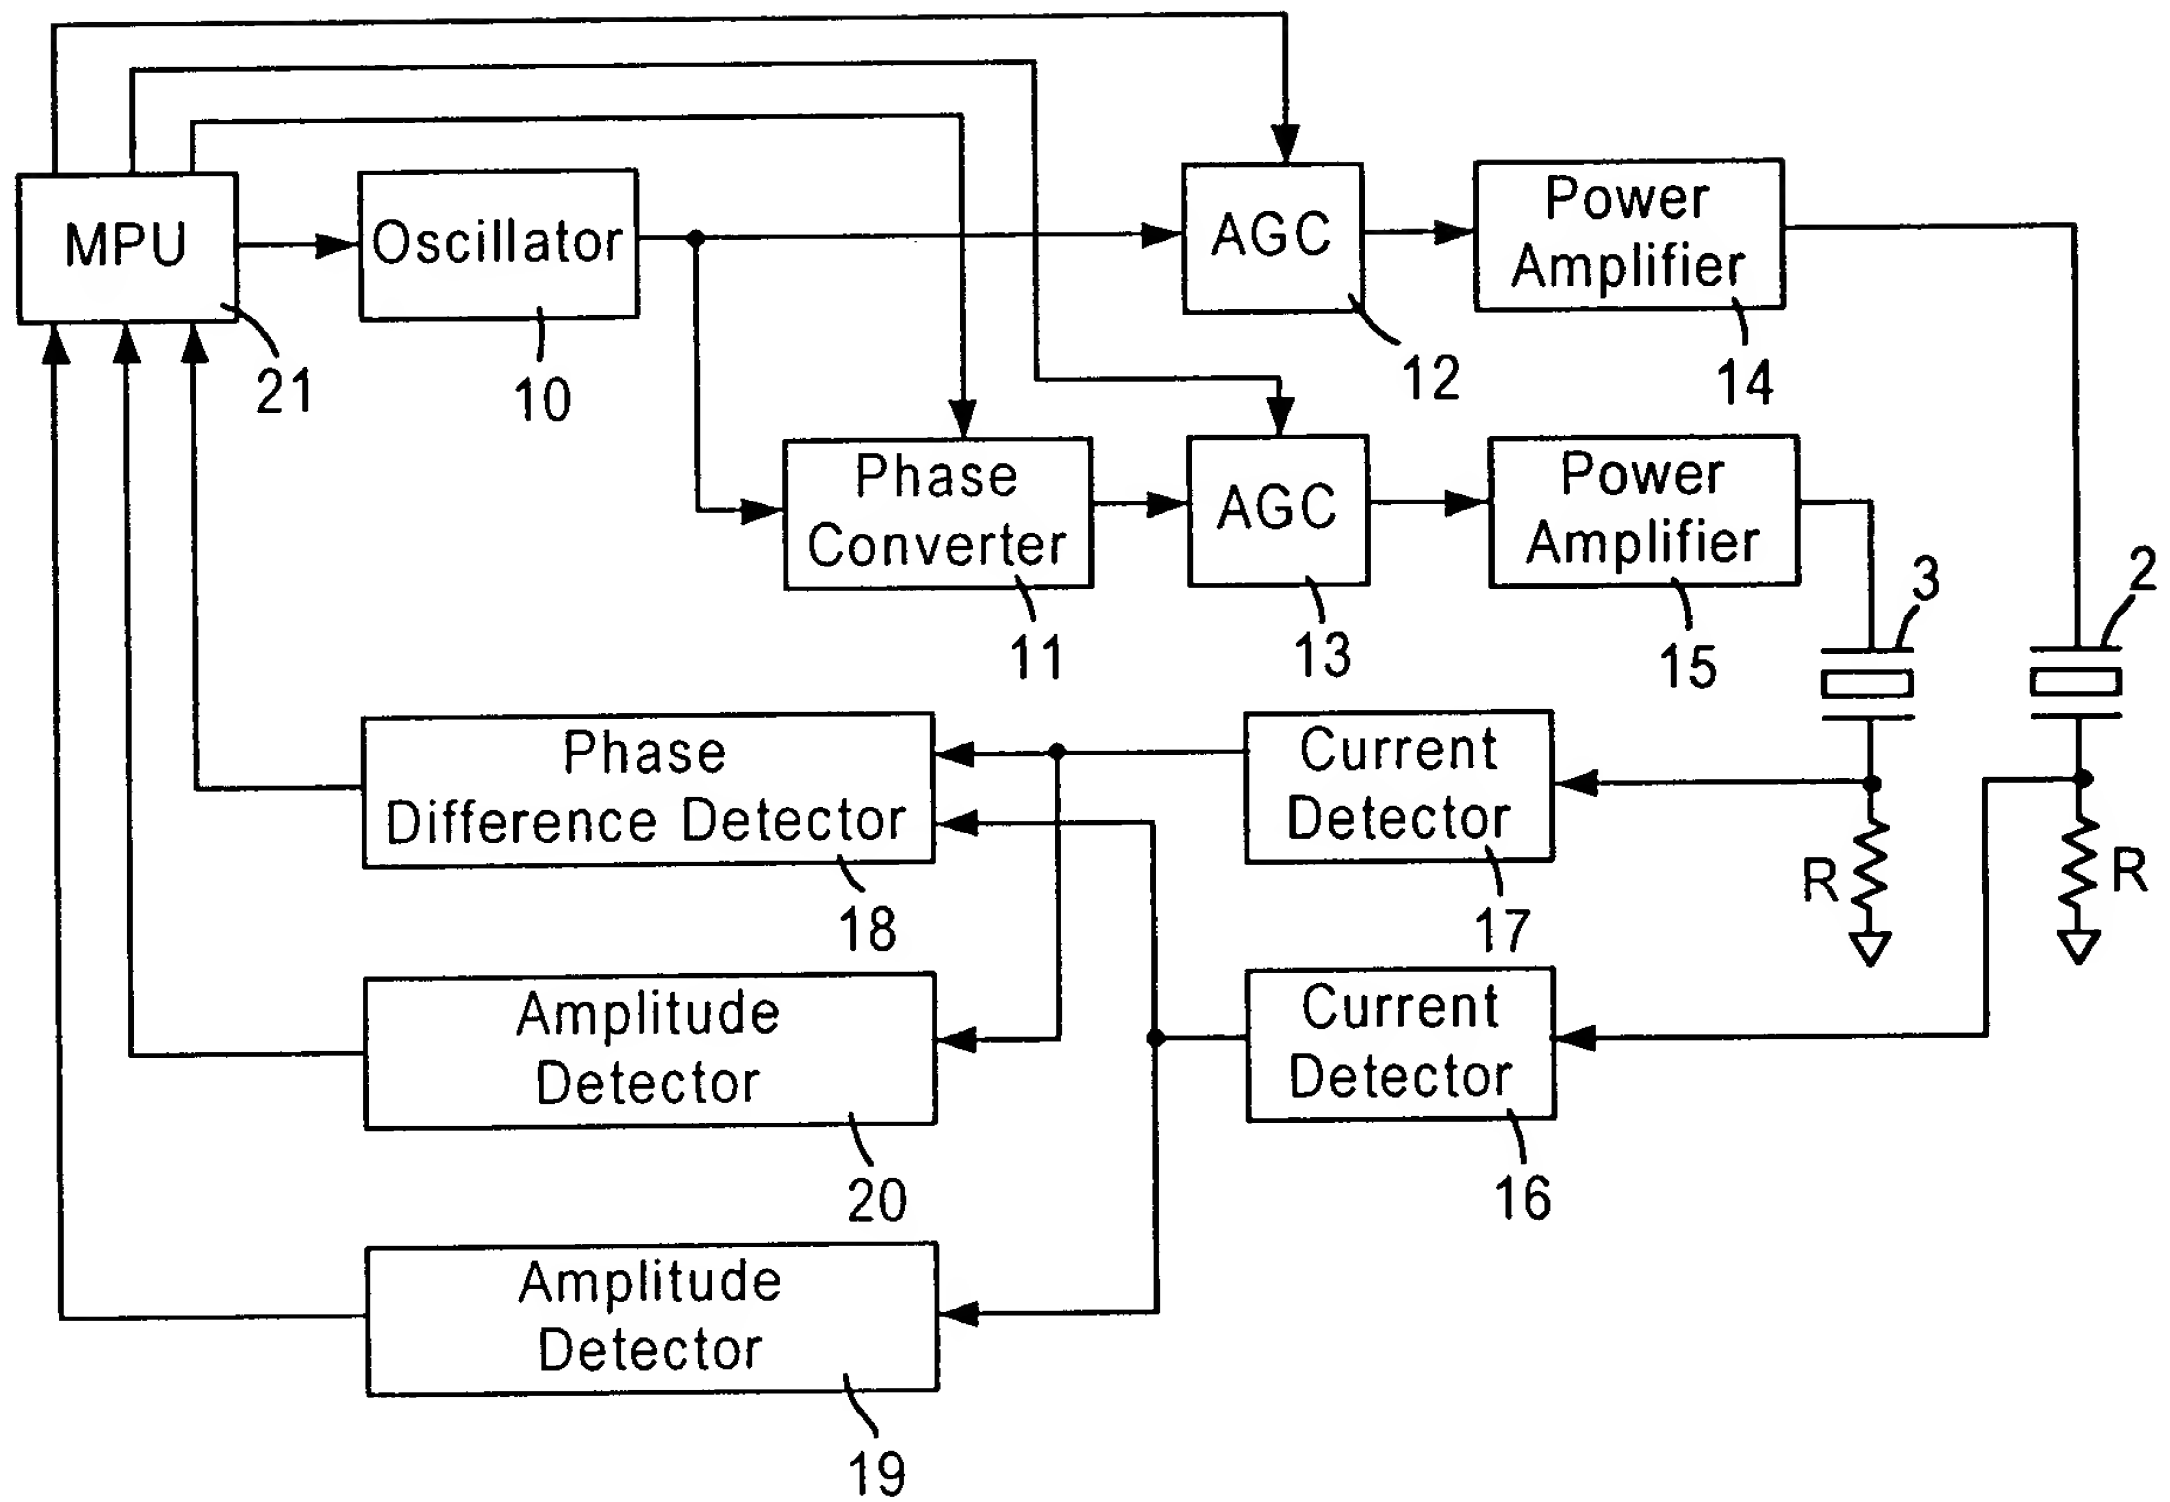 MPU
Oscillator
AGC
Power
Amplifier
21
10
12
14
Phase
Converter
AGC
Power
Amplifier
11
13
15
3
2
Phase
Difference Detector
Current
Detector
R
R
18
17
Amplitude
Detector
Current
Detector
20
16
Amplitude
Detector
19